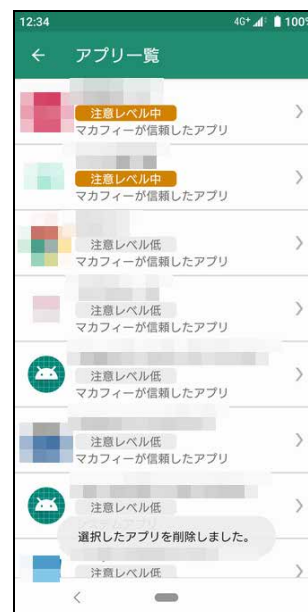 12:34
4G+
100%
アプリ一覧
注意レベル中
マカフィーが信頼したアプリ
注意レベル中
マカフィーが信頼したアプリ
注意レベル低
マカフィーが信頼したアプリ
注意レベル低
マカフィーが信頼したアプリ
注意レベル低
マカフィーが信頼したアプリ
注意レベル低
マカフィーが信頼したアプリ
注意レベル低
選択したアプリを削除しました。
注意レベル低